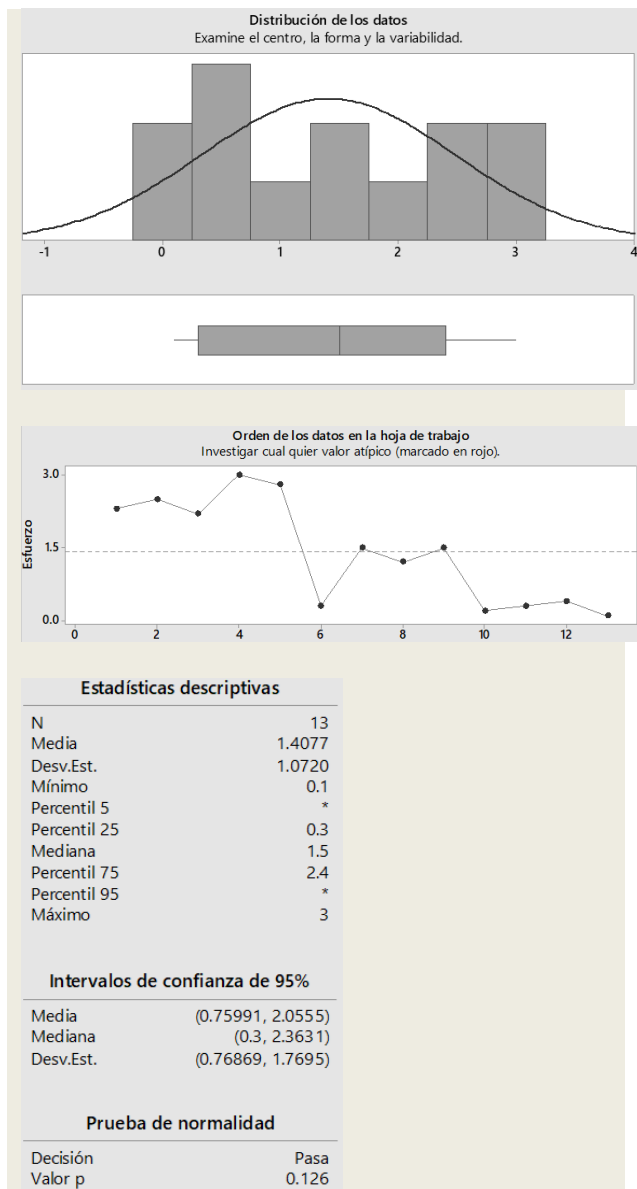 Distribución de los datos
Examine el centro, la forma y la variabilidad.
-1 0 1 2 3 4
Orden de los datos en la hoja de trabajo
Investigar cual quier valor atípico (marcado en rojo).
3.0
Esfuerzo
1.5
0.0
0 2 4 6 8 10 12
Estadísticas descriptivas
N 13
Media 1.4077
Desv.Est. 1.0720
Mínimo 0.1
Percentil 5 *
Percentil 25 0.3
Mediana 1.5
Percentil 75 2.4
Percentil 95 *
Máximo 3
Intervalos de confianza de 95%
Media (0.75991, 2.0555)
Mediana (0.3, 2.3631)
Desv.Est. (0.76869, 1.7695)
Prueba de normalidad
Decisión Pasa
Valor p 0.126